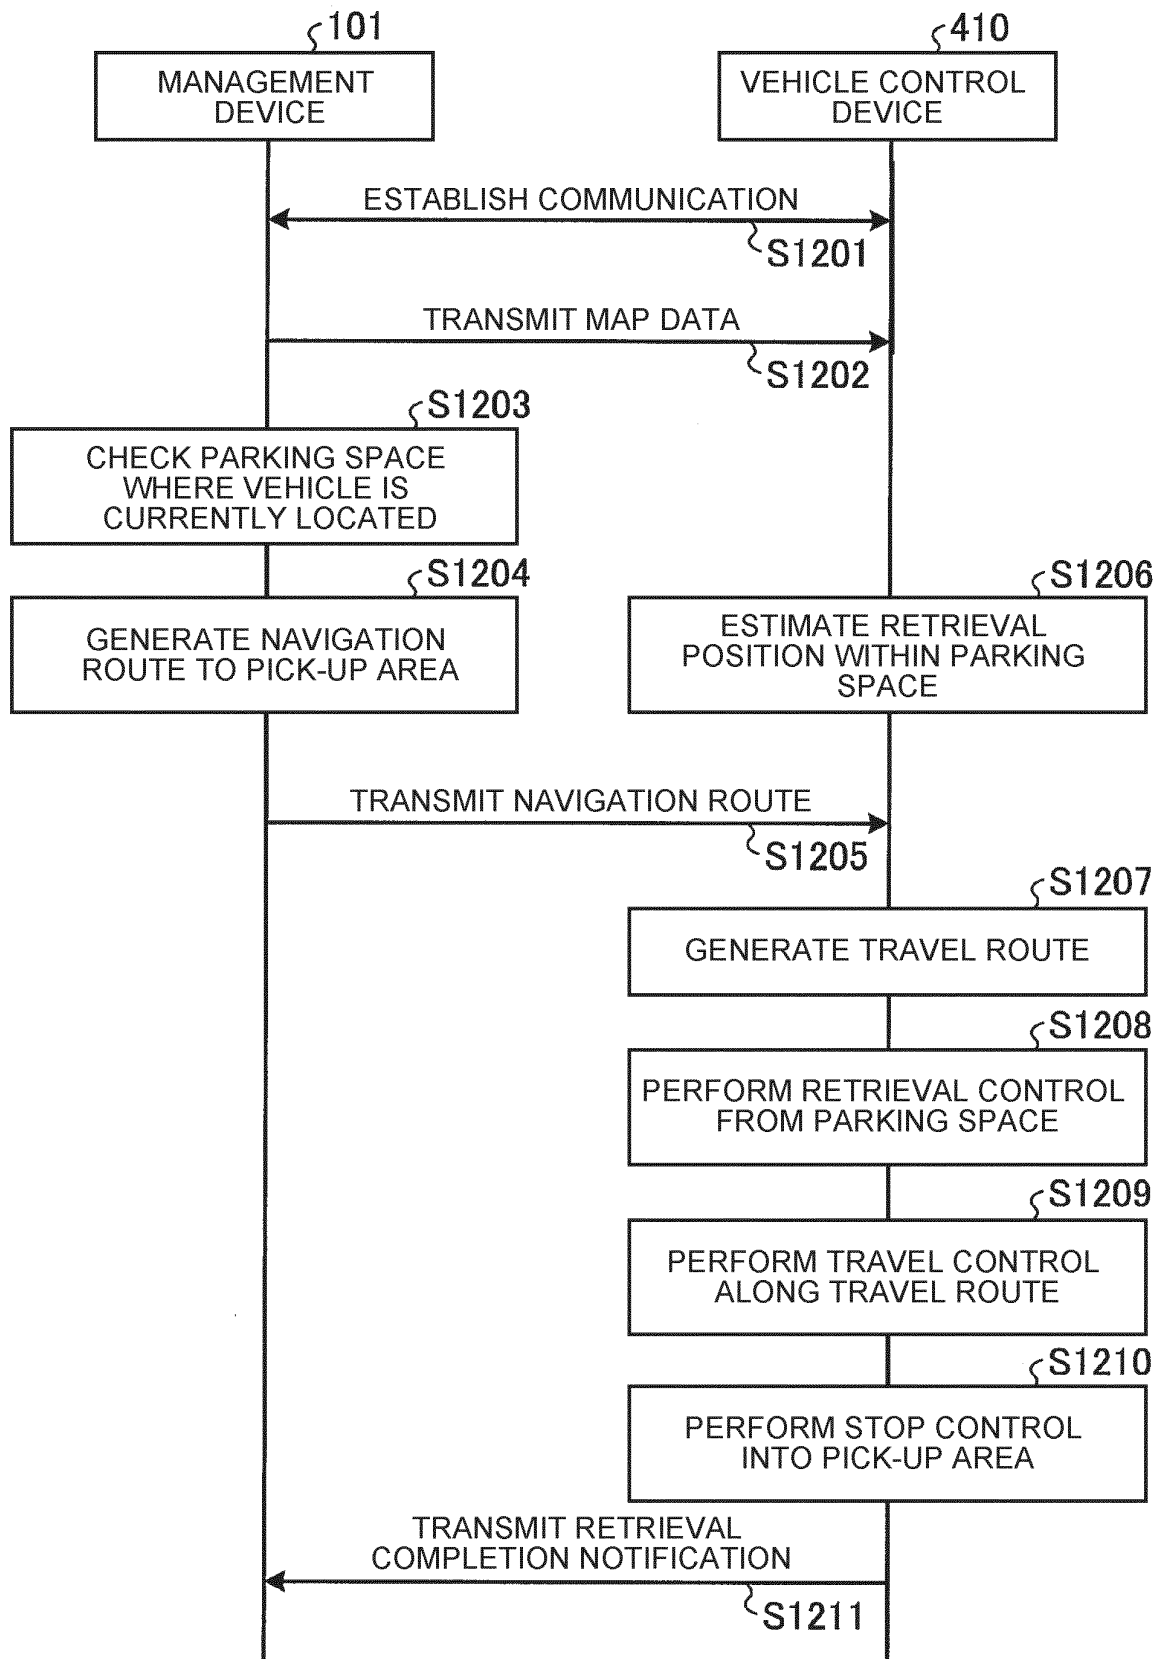 101
MANAGEMENT
DEVICE
410
VEHICLE CONTROL
DEVICE
ESTABLISH COMMUNICATION
S1201
TRANSMIT MAP DATA
S1202
S1203
CHECK PARKING SPACE
WHERE VEHICLE IS
CURRENTLY LOCATED
S1204
GENERATE NAVIGATION
ROUTE TO PICK-UP AREA
S1206
ESTIMATE RETRIEVAL
POSITION WITHIN PARKING
SPACE
TRANSMIT NAVIGATION ROUTE
S1205
S1207
GENERATE TRAVEL ROUTE
S1208
PERFORM RETRIEVAL CONTROL
FROM PARKING SPACE
S1209
PERFORM TRAVEL CONTROL
ALONG TRAVEL ROUTE
S1210
PERFORM STOP CONTROL
INTO PICK-UP AREA
TRANSMIT RETRIEVAL
COMPLETION NOTIFICATION
S1211